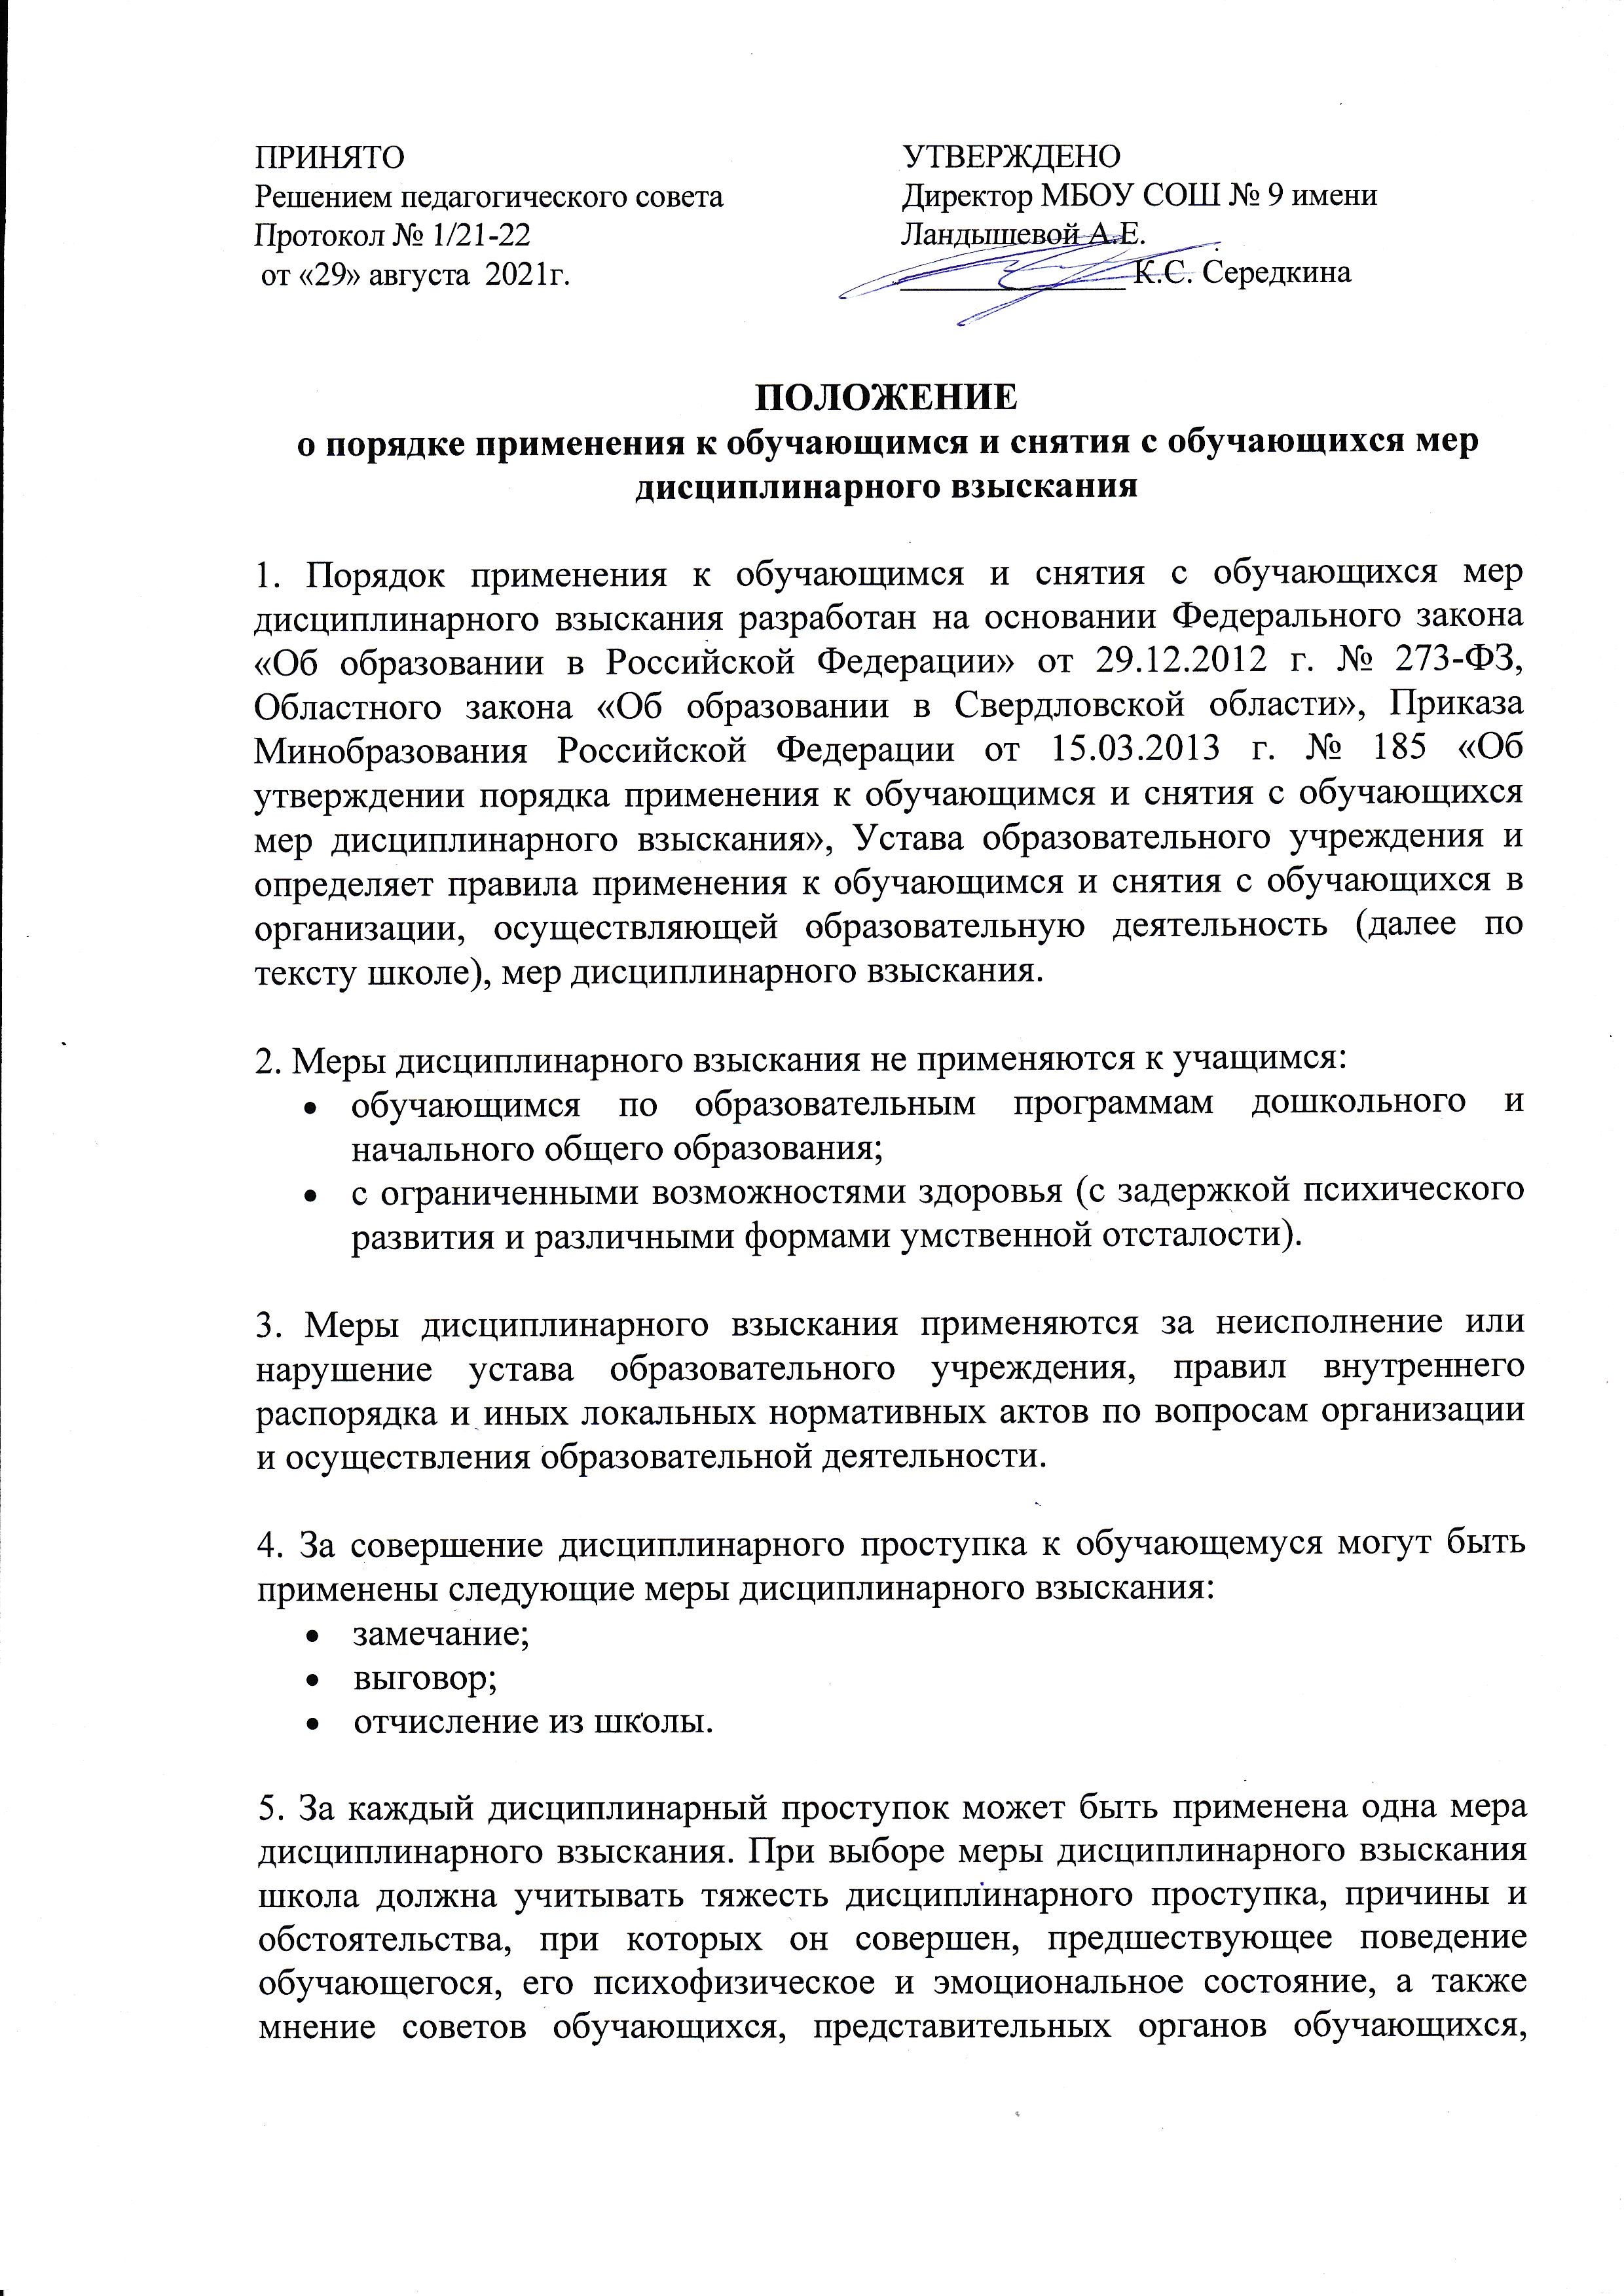 ПРИНЯТО
Решением педагогического совета
Протокол № 1/21-22
от «29» августа 2021г.
УТВЕРЖДЕНО
Директор МБОУ СОШ № 9 имени
Ландышевой А.Е.
______________ К.С. Середкина
ПОЛОЖЕНИЕ
о порядке применения к обучающимся и снятия с обучающихся мер
дисциплинарного взыскания
1. Порядок применения к обучающимся и снятия с обучающихся мер
дисциплинарного взыскания разработан на основании Федерального закона
«Об образовании в Российской Федерации» от 29.12.2012 г. № 273-ФЗ,
Областного закона «Об образовании в Свердловской области», Приказа
Минобразования Российской Федерации от 15.03.2013 г. № 185 «Об
утверждении порядка применения к обучающимся и снятия с обучающихся
мер дисциплинарного взыскания», Устава образовательного учреждения и
определяет правила применения к обучающимся и снятия с обучающихся в
организации, осуществляющей образовательную деятельность (далее по
тексту школе), мер дисциплинарного взыскания.
2. Меры дисциплинарного взыскания не применяются к учащимся:
• обучающимся по образовательным программам дошкольного и
начального общего образования;
• с ограниченными возможностями здоровья (с задержкой психического
развития и различными формами умственной отсталости).
3. Меры дисциплинарного взыскания применяются за неисполнение или
нарушение устава образовательного учреждения, правил внутреннего
распорядка и иных локальных нормативных актов по вопросам организации
и осуществления образовательной деятельности.
4. За совершение дисциплинарного проступка к обучающемуся могут быть
применены следующие меры дисциплинарного взыскания:
• замечание;
• выговор;
• отчисление из школы.
5. За каждый дисциплинарный проступок может быть применена одна мера
дисциплинарного взыскания. При выборе меры дисциплинарного взыскания
школа должна учитывать тяжесть дисциплинарного проступка, причины и
обстоятельства, при которых он совершен, предшествующее поведение
обучающегося, его психофизическое и эмоциональное состояние, а также
мнение советов обучающихся, представительных органов обучающихся,